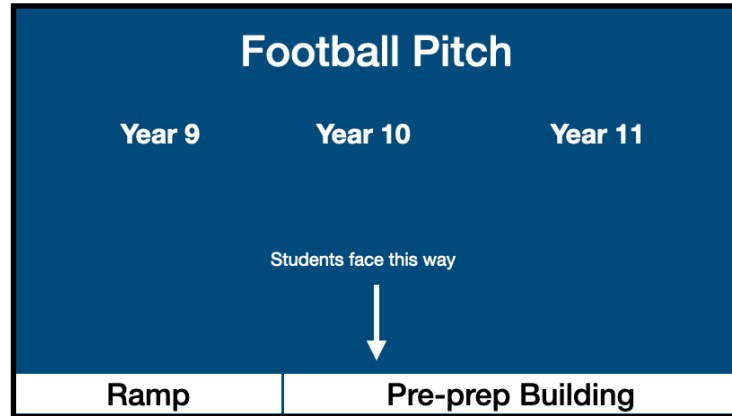 Football Pitch
Year 9 Year 10 Year 11
Students face this way
Ramp Pre-prep Building